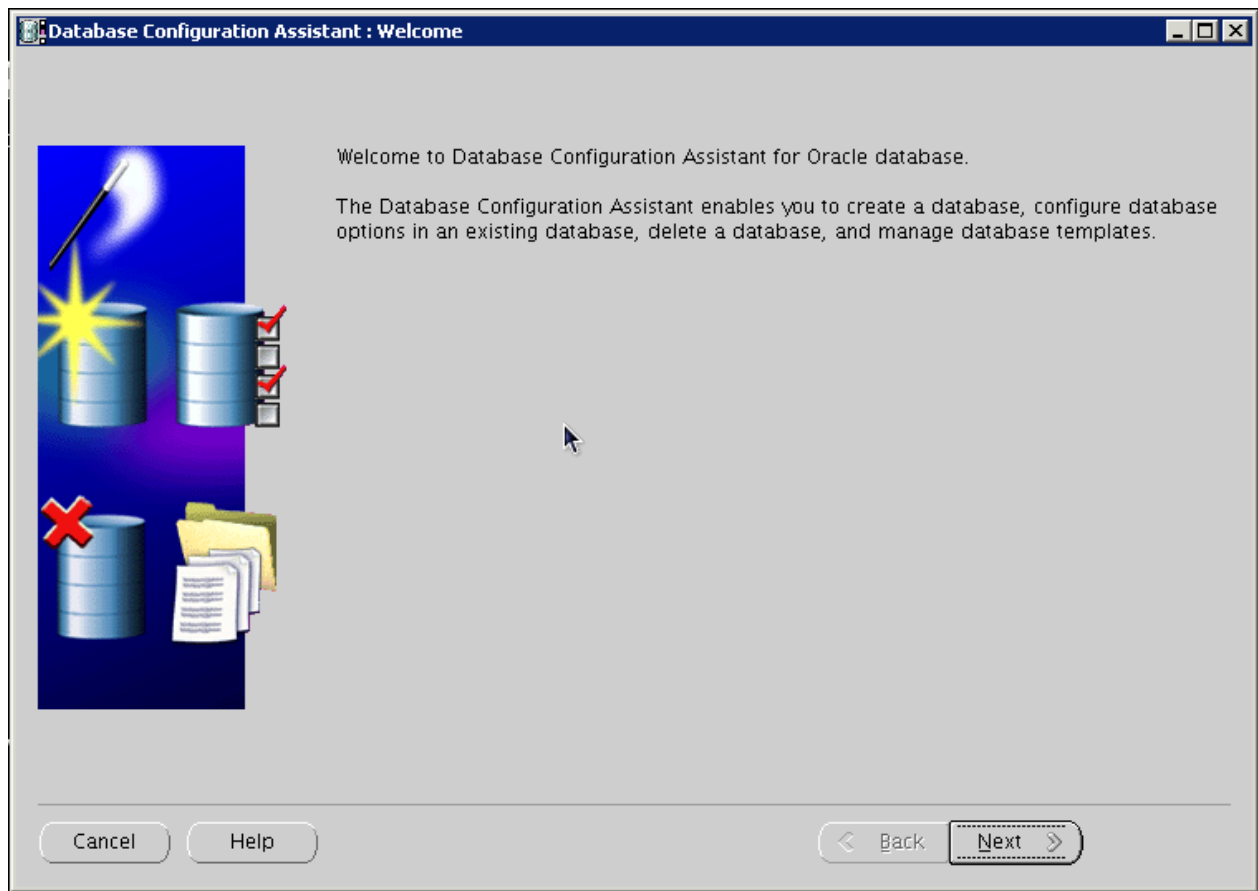 Database Configuration Assistant : Welcome
Welcome to Database Configuration Assistant for Oracle database.
The Database Configuration Assistant enables you to create a database, configure database
options in an existing database, delete a database, and manage database templates.
Cancel
Help
Back
Next